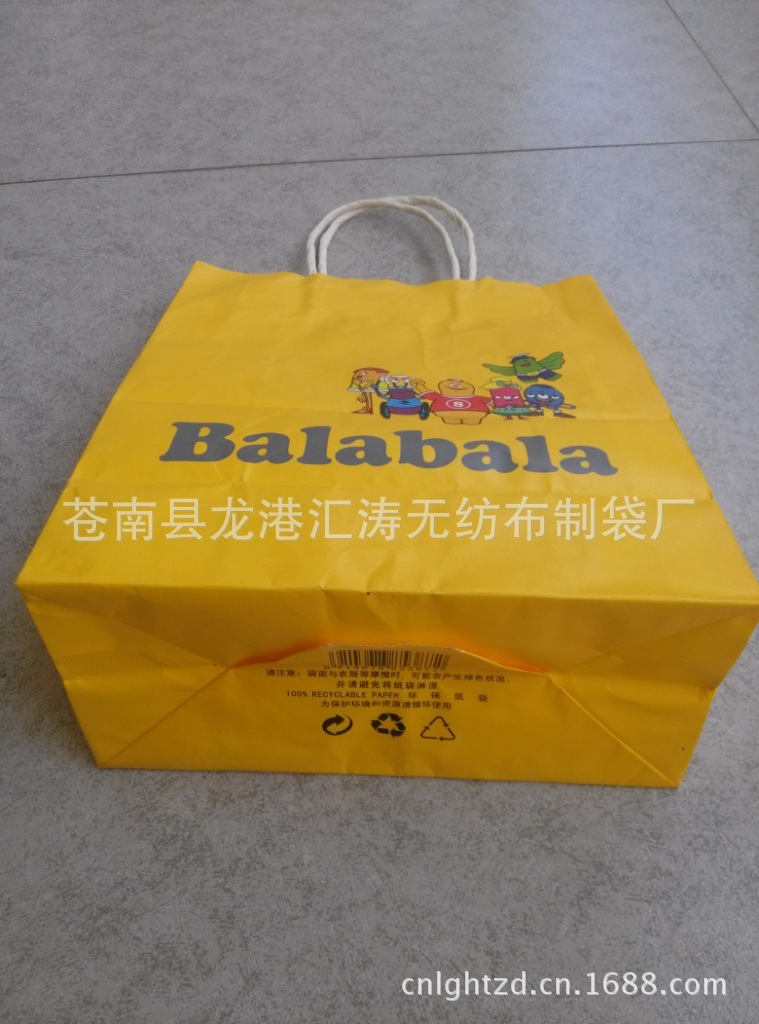 S
Balabala
苍南县龙港汇涛无纺布制袋厂
请注意：袋面与衣服等摩擦时，可能会产生掉色状况，
并请避免将纸袋淋湿
100% RECYCLABLE PAPER 环 保 纸 袋
为保护环境和资源请循环使用
cnlghtzd.cn.1688.com